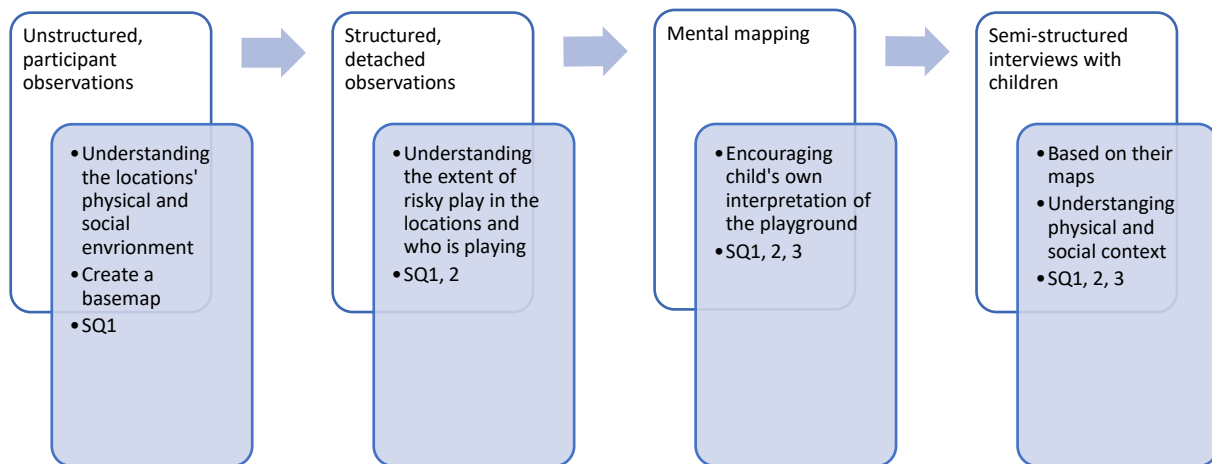 Unstructured,
participant
observations
• Understanding
the locations'
physical and
social
envrionment
• Create a
basemap
• SQ1
Structured,
detached
observations
• Understanding
the extent of
risky play in the
locations and
who is playing
• SQ1, 2
Mental mapping
• Encouraging
child's own
interpretation of
the playground
• SQ1, 2, 3
Semi-structured
interviews with
children
• Based on their
maps
• Understanging
physical and
social context
• SQ1, 2, 3